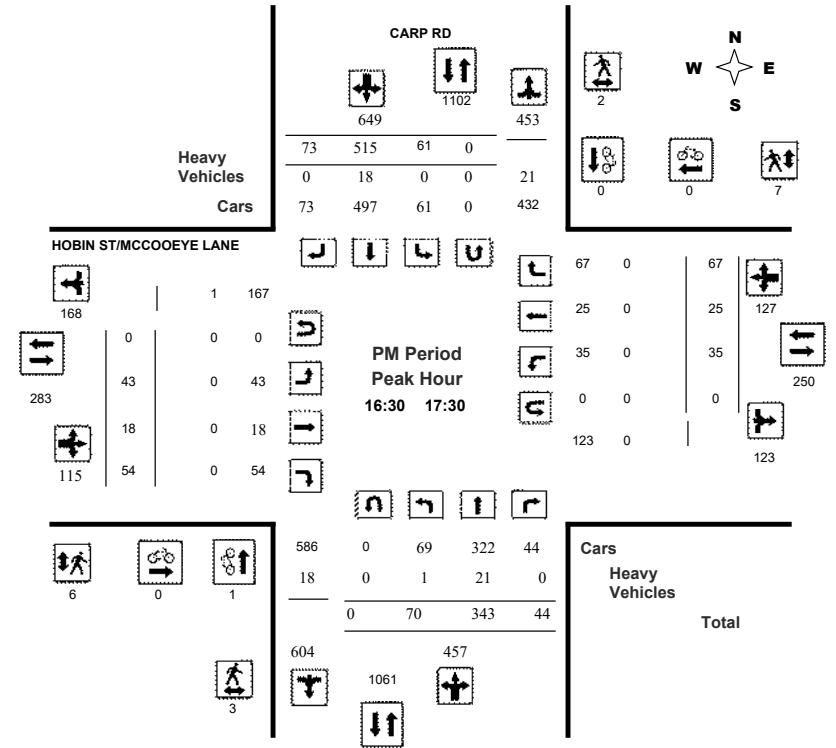 CARP RD
N
W E
S
1102
2
649 453
73 515 61 0
Heavy
Vehicles 0 18 0 0 21
Cars 73 497 61 0 432
0 0 7
HOBIN ST/MCCOOEYE LANE
168
1 167
0 0 0
283
43 0 43
18 0 18
115
54 0 54
PM Period
Peak Hour
16:30 17:30
67 0 67
127
25 0 25
35 0 35
250
0 0 0
123 0
123
586 0 69 322 44 Cars
18 0 1 21 0 Heavy
Vehicles
0 70 343 44 Total
6 0 1
604 457
1061
3